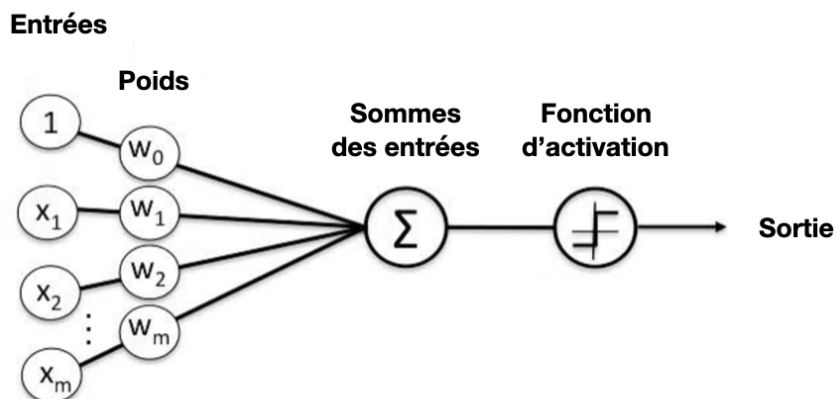 Entrées
Poids
1
w0
x1
w1
x2
w2
⋮
wm
xm
Sommes
des entrées
Σ
Fonction
d’activation
Sortie